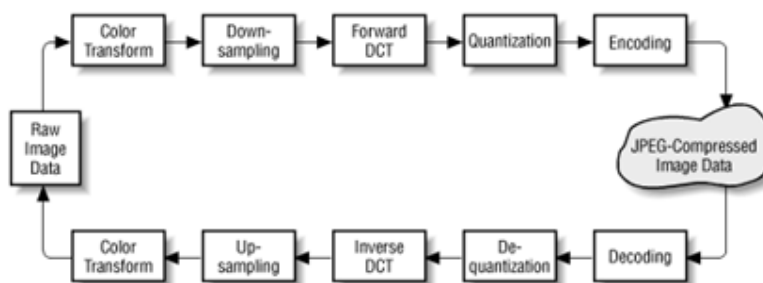 Color
Transform
Down-
sampling
Forward
DCT
Quantization
Encoding
Raw
Image
Data
JPEG-Compressed
Image Data
Color
Transform
Up-
sampling
Inverse
DCT
De-
quantization
Decoding